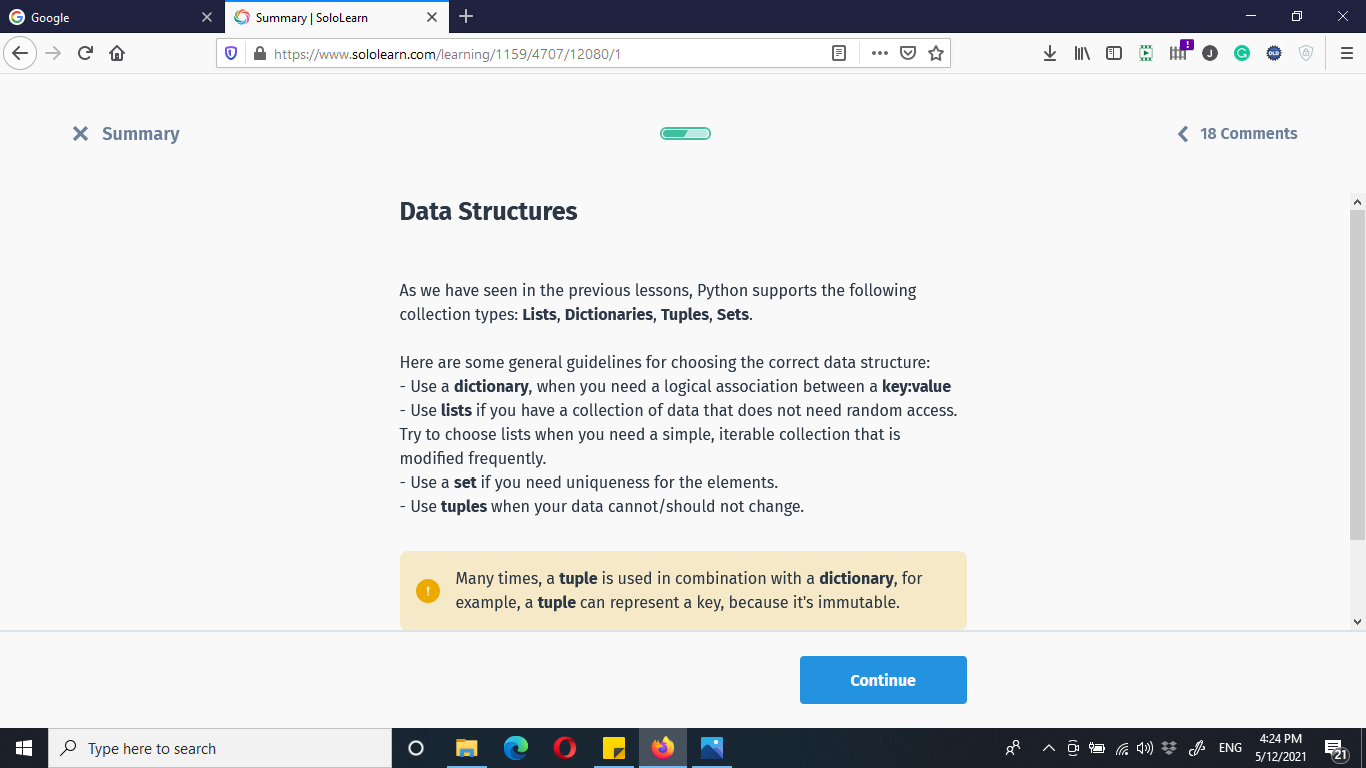 Google
Summary | SoloLearn
https://www.sololearn.com/learning/1159/4707/12080/1
Summary
18 Comments
Data Structures
As we have seen in the previous lessons, Python supports the following
collection types: Lists, Dictionaries, Tuples, Sets.
Here are some general guidelines for choosing the correct data structure:
- Use a dictionary, when you need a logical association between a key:value
- Use lists if you have a collection of data that does not need random access.
Try to choose lists when you need a simple, iterable collection that is
modified frequently.
- Use a set if you need uniqueness for the elements.
- Use tuples when your data cannot/should not change.
Many times, a tuple is used in combination with a dictionary, for
example, a tuple can represent a key, because it's immutable.
Continue
Type here to search
ENG
4:24 PM
5/12/2021
21